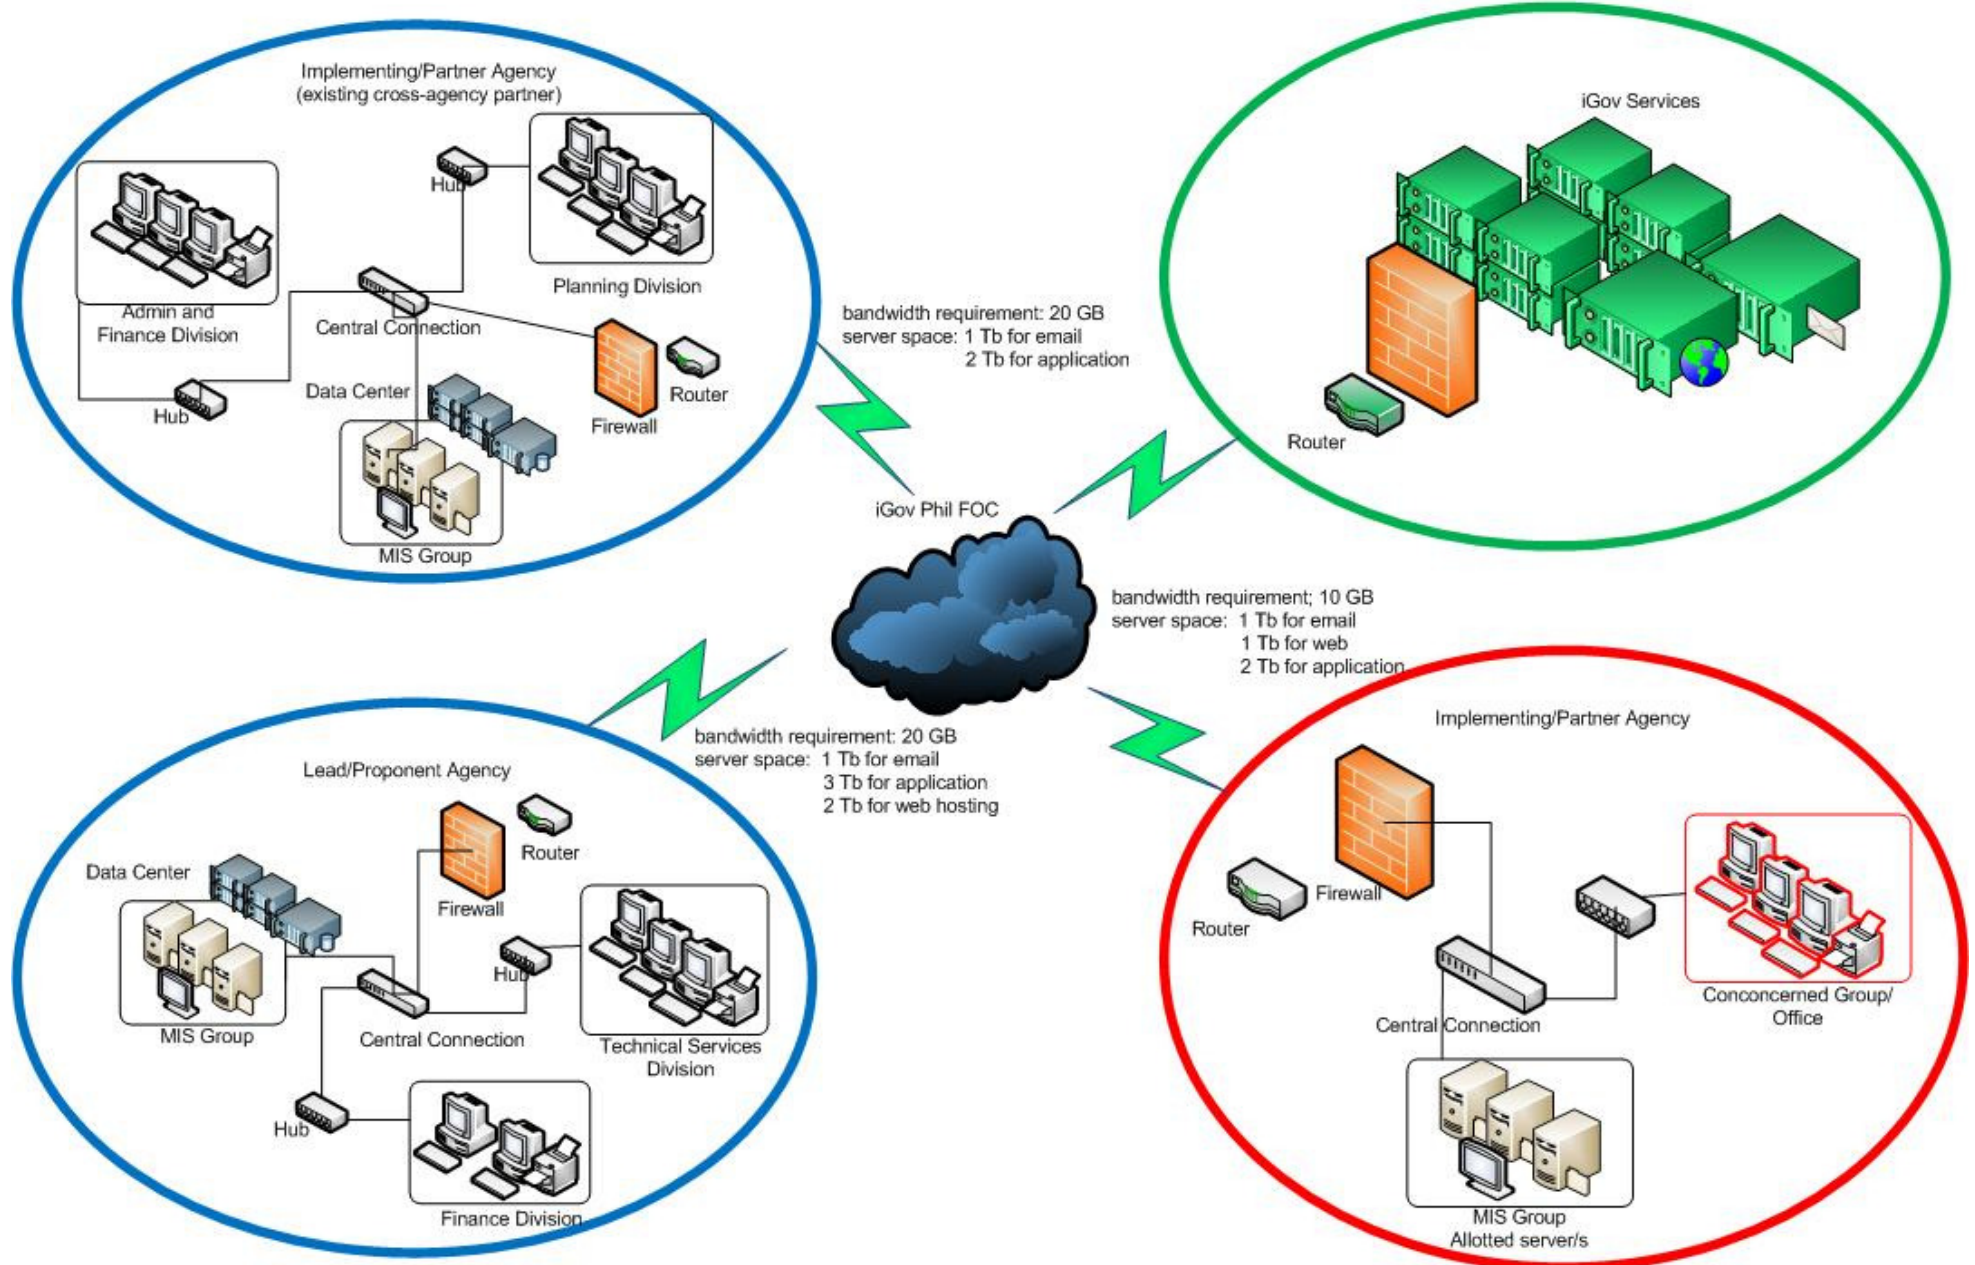 Implementing/Partner Agency
(existing cross-agency partner)
Hub
Planning Division
Admin and
Finance Division
Central Connection
Hub
Data Center
Firewall
Router
MIS Group
bandwidth requirement: 20 GB
server space: 1 Tb for email
2 Tb for application
iGov Services
Router
iGov Phil FOC
bandwidth requirement; 10 GB
server space: 1 Tb for email
1 Tb for web
2 Tb for application
bandwidth requirement: 20 GB
server space: 1 Tb for email
3 Tb for application
2 Tb for web hosting
Lead/Proponent Agency
Router
Firewall
Data Center
MIS Group
Hub
Central Connection
Technical Services
Division
Hub
Finance Division
Implementing/Partner Agency
Firewall
Router
Central Connection
Conconcerned Group/
Office
MIS Group
Allotted server/s